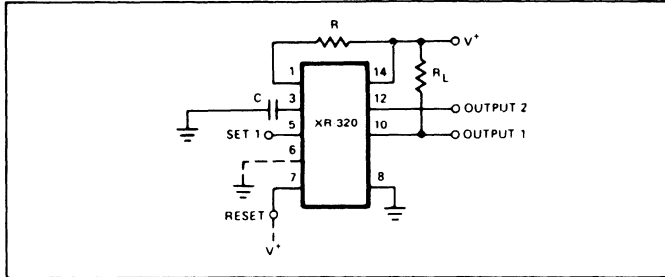 R
V+
1
14
RL
C
3
12
OUTPUT 2
XR-320
SET 1
5
10
OUTPUT 1
6
7
8
RESET
V+